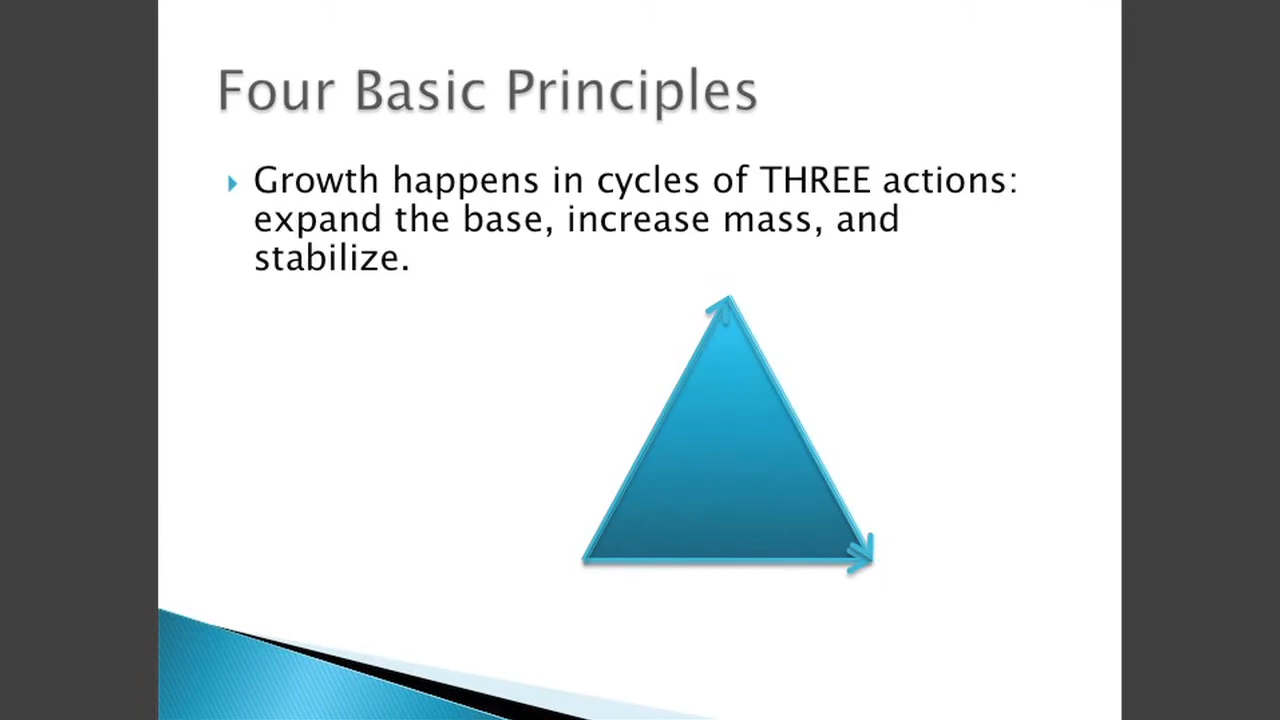 Four Basic Principles
Growth happens in cycles of THREE actions:
expand the base, increase mass, and
stabilize.